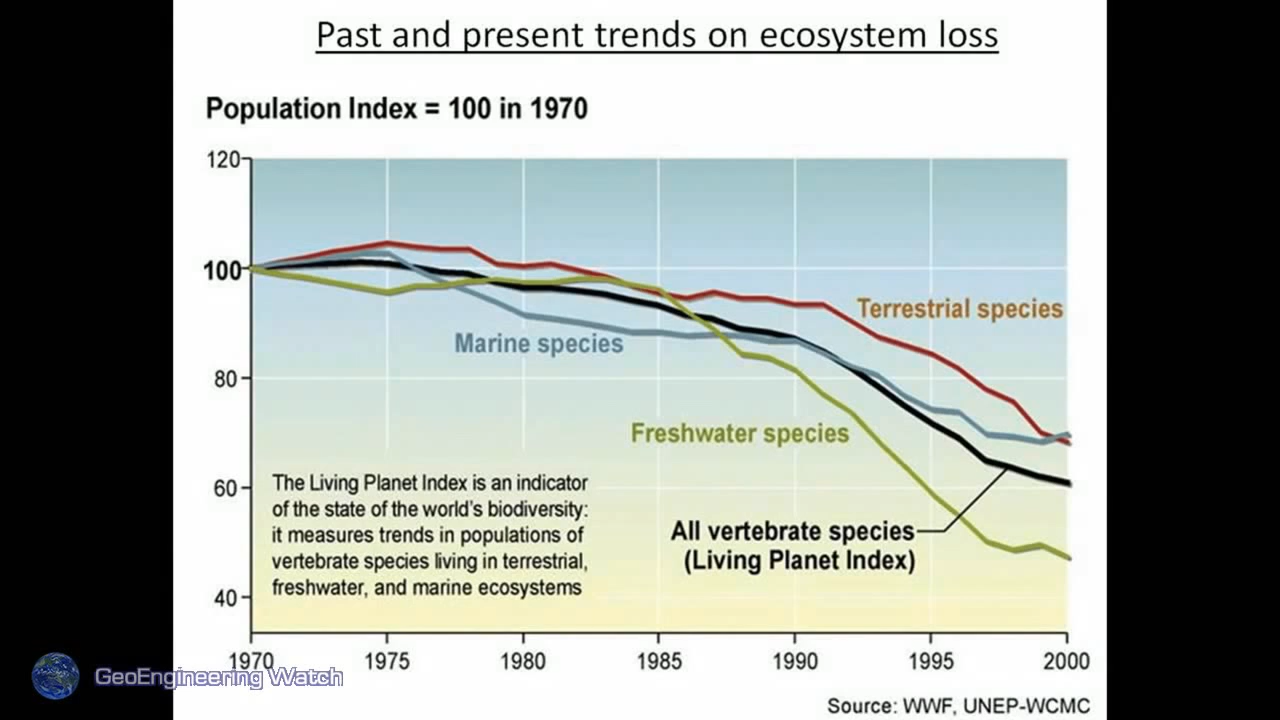 Past and present trends on ecosystem loss
Population Index = 100 in 1970
120
100
80
60
40
Terrestrial species
Marine species
Freshwater species
The Living Planet Index is an indicator
of the state of the world's biodiversity:
it measures trends in populations of
vertebrate species living in terrestrial,
freshwater, and marine ecosystems
All vertebrate species
(Living Planet Index)
1970 1975 1980 1985 1990 1995 2000
GeoEngineering Watch
Source: WWF, UNEP-WCMC